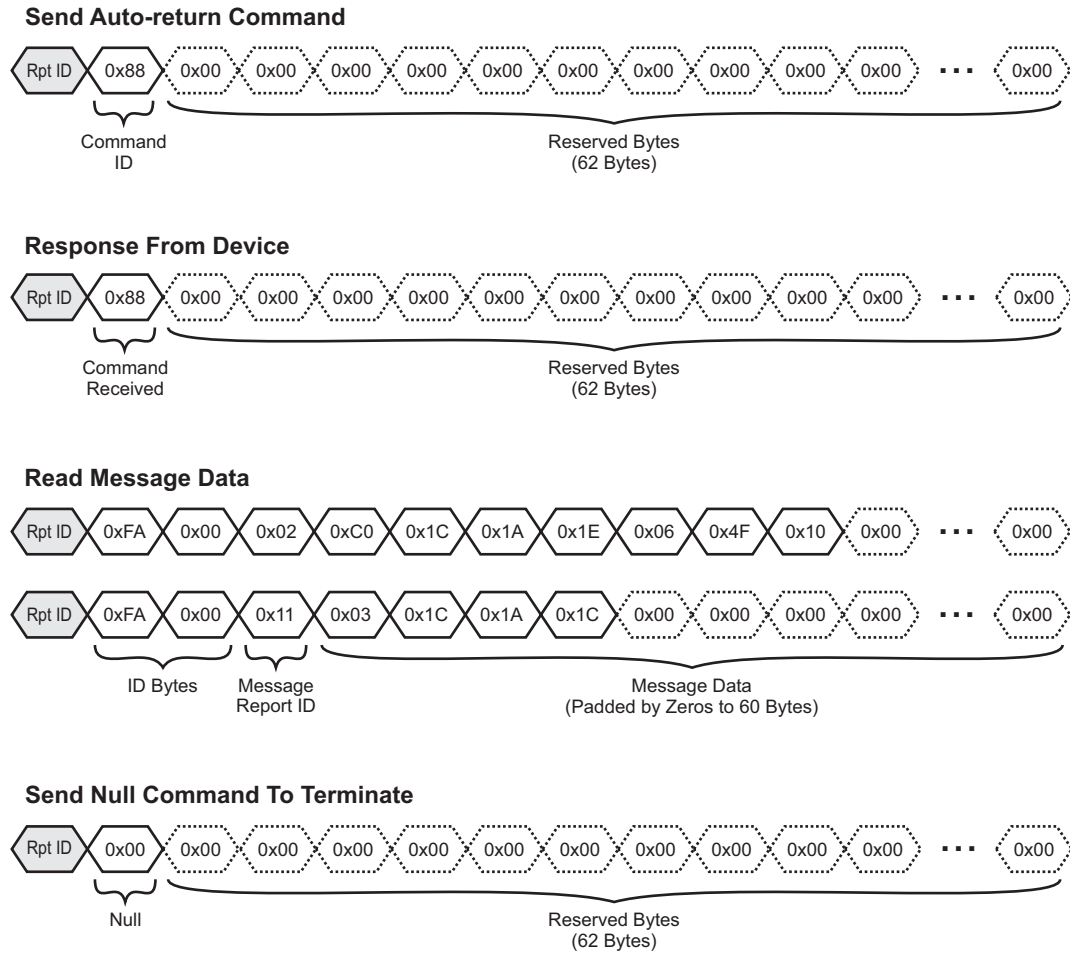 Send Auto-return Command
Rpt ID 0x88 0x00 0x00 0x00 0x00 0x00 0x00 0x00 0x00 0x00 0x00 ... 0x00
Command
ID
Reserved Bytes
(62 Bytes)
Response From Device
Rpt ID 0x88 0x00 0x00 0x00 0x00 0x00 0x00 0x00 0x00 0x00 0x00 ... 0x00
Command
Received
Reserved Bytes
(62 Bytes)
Read Message Data
Rpt ID 0xFA 0x00 0x02 0xC0 0x1C 0x1A 0x1E 0x06 0x4F 0x10 0x00 ... 0x00
Rpt ID 0xFA 0x00 0x11 0x03 0x1C 0x1A 0x1C 0x00 0x00 0x00 0x00 ... 0x00
ID Bytes
Message
Report ID
Message Data
(Padded by Zeros to 60 Bytes)
Send Null Command To Terminate
Rpt ID 0x00 0x00 0x00 0x00 0x00 0x00 0x00 0x00 0x00 0x00 0x00 ... 0x00
Null
Reserved Bytes
(62 Bytes)